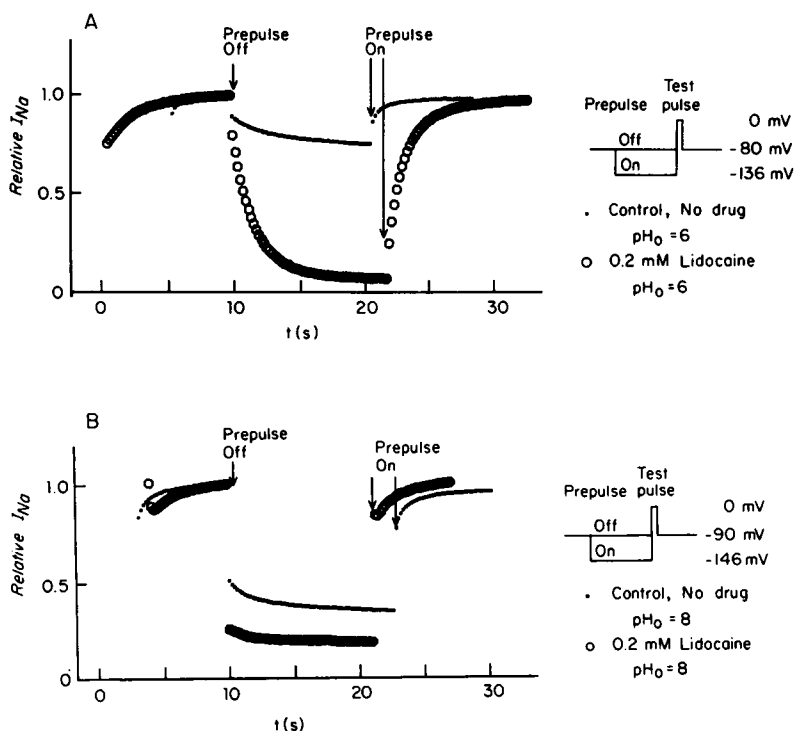 A
Prepulse Off
Prepulse On
Relative I_Na
1.0
0.5
0
0
10
20
30
t(s)
Prepulse
Test pulse
Off
On
0 mV
-80 mV
-136 mV
· Control, No drug
pH_o = 6
o 0.2 mM Lidocaine
pH_o = 6
B
Prepulse Off
Prepulse On
Relative I_Na
1.0
0.5
0
0
10
20
30
t(s)
Prepulse
Test pulse
Off
On
0 mV
-90 mV
-146 mV
· Control, No drug
pH_o = 8
o 0.2 mM Lidocaine
pH_o = 8